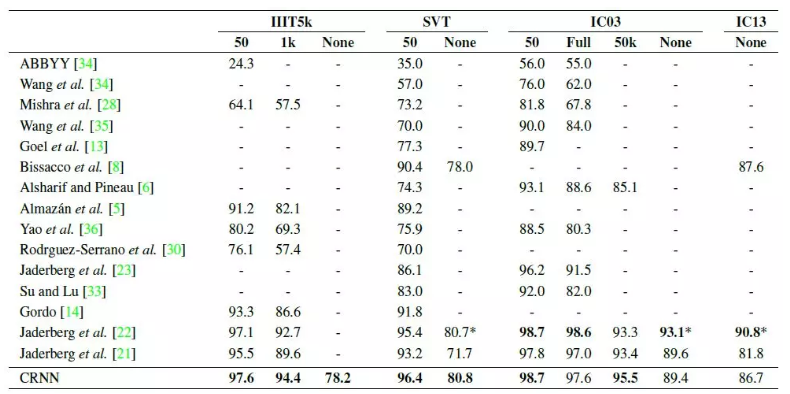 IIIT5k SVT IC03 IC13
50 1k None 50 None 50 Full 50k None None
ABBYY [34] 24.3 - - 35.0 - 56.0 55.0 - - -
Wang et al. [34] - - - 57.0 - 76.0 62.0 - - -
Mishra et al. [28] 64.1 57.5 - 73.2 - 81.8 67.8 - - -
Wang et al. [35] - - - 70.0 - 90.0 84.0 - - -
Goel et al. [13] - - - 77.3 - 89.7 - - - -
Bissacco et al. [8] - - - 90.4 78.0 - - - - 87.6
Alsharif and Pineau [6] - - - 74.3 - 93.1 88.6 85.1 - -
Almazán et al. [5] 91.2 82.1 - 89.2 - - - - - -
Yao et al. [36] 80.2 69.3 - 75.9 - 88.5 80.3 - - -
Rodrguez-Serrano et al. [30] 76.1 57.4 - 70.0 - - - - - -
Jaderberg et al. [23] - - - 86.1 - 96.2 91.5 - - -
Su and Lu [33] - - - 83.0 - 92.0 82.0 - - -
Gordo [14] 93.3 86.6 - 91.8 - - - - - -
Jaderberg et al. [22] 97.1 92.7 - 95.4 80.7* 98.7 98.6 93.3 93.1* 90.8*
Jaderberg et al. [21] 95.5 89.6 - 93.2 71.7 97.8 97.0 93.4 89.6 81.8
CRNN 97.6 94.4 78.2 96.4 80.8 98.7 97.6 95.5 89.4 86.7